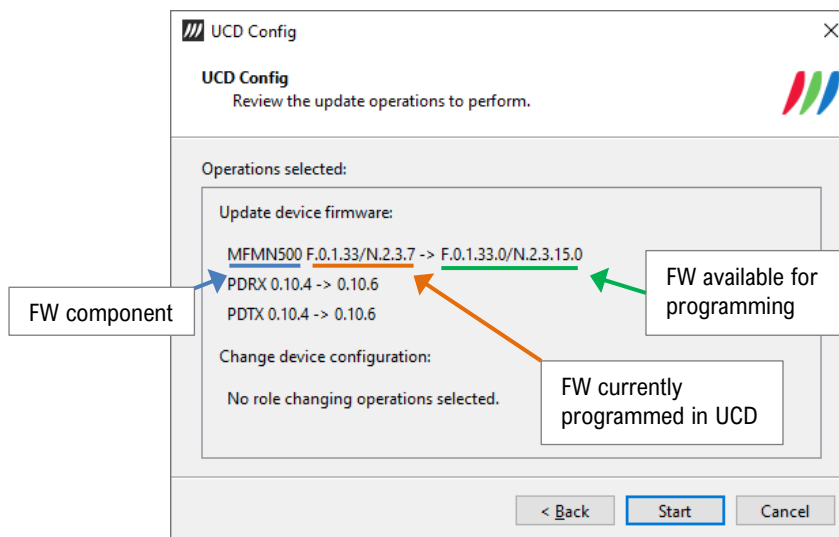 UCD Config
UCD Config
Review the update operations to perform.
Operations selected:
Update device firmware:
MFMN500 F.0.1.33/N.2.3.7 -> F.0.1.33.0/N.2.3.15.0
PDRX 0.10.4 -> 0.10.6
PDTX 0.10.4 -> 0.10.6
FW component
FW available for
programming
Change device configuration:
No role changing operations selected.
FW currently
programmed in UCD
< Back
Start
Cancel